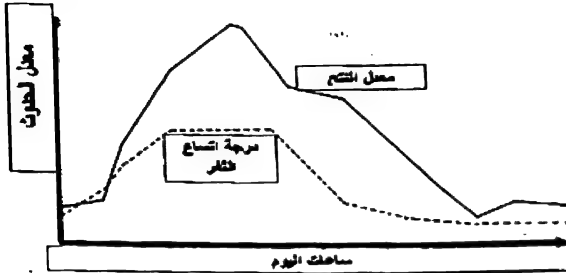 معدل الحدوث
معدل النتح
درجة اتساع
الثغر
ساعات اليوم